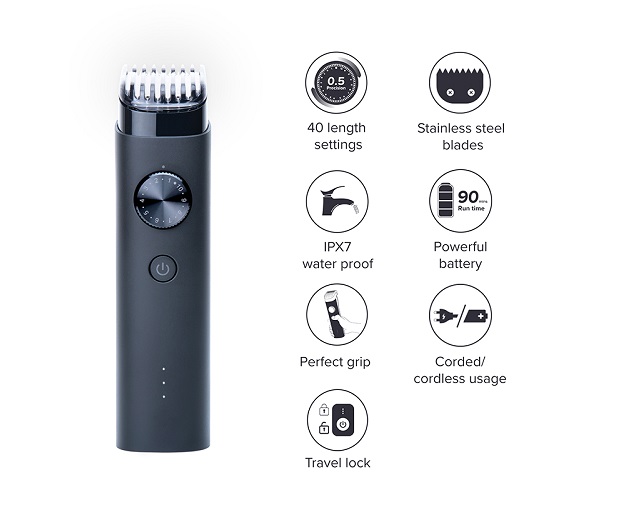 0.5
Precision
40 length
settings
Stainless steel
blades
IPX7
water proof
90 mins
Run time
Powerful
battery
Perfect grip
Corded/
cordless usage
Travel lock